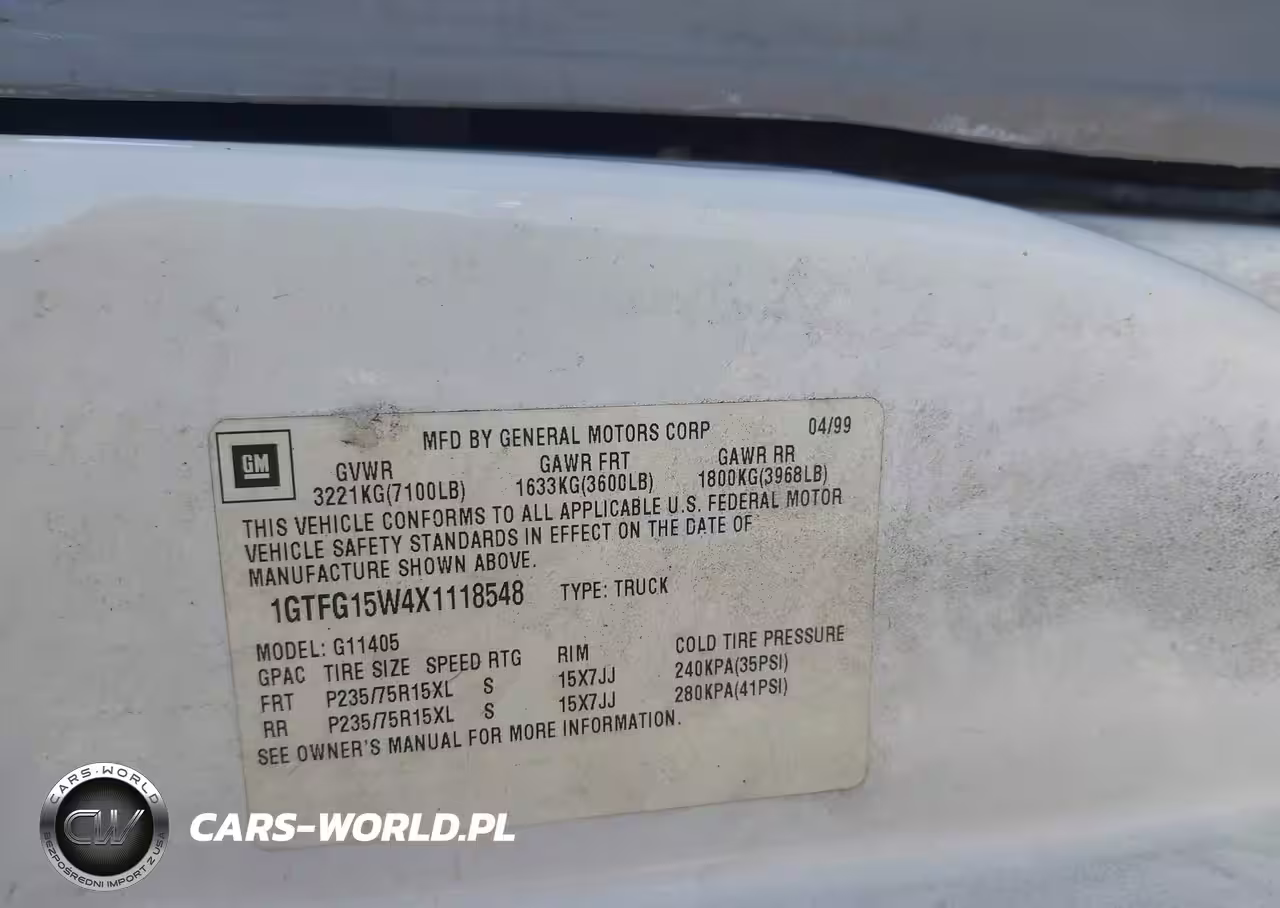 MFD BY GENERAL MOTORS CORP 04/99
GM
GVWR GAWR FRT GAWR RR
3221KG(7100LB) 1633KG(3600LB) 1800KG(3968LB)
THIS VEHICLE CONFORMS TO ALL APPLICABLE U.S. FEDERAL MOTOR
VEHICLE SAFETY STANDARDS IN EFFECT ON THE DATE OF
MANUFACTURE SHOWN ABOVE.
1GTFG15W4X1118548 TYPE: TRUCK
MODEL: G11405
GPAC TIRE SIZE SPEED RTG RIM COLD TIRE PRESSURE
FRT P235/75R15XL S 15X7JJ 240KPA(35PSI)
RR P235/75R15XL S 15X7JJ 280KPA(41PSI)
SEE OWNER'S MANUAL FOR MORE INFORMATION.
CARS-WORLD
CW
BEZPOŚREDNI IMPORT Z USA
CARS-WORLD.PL